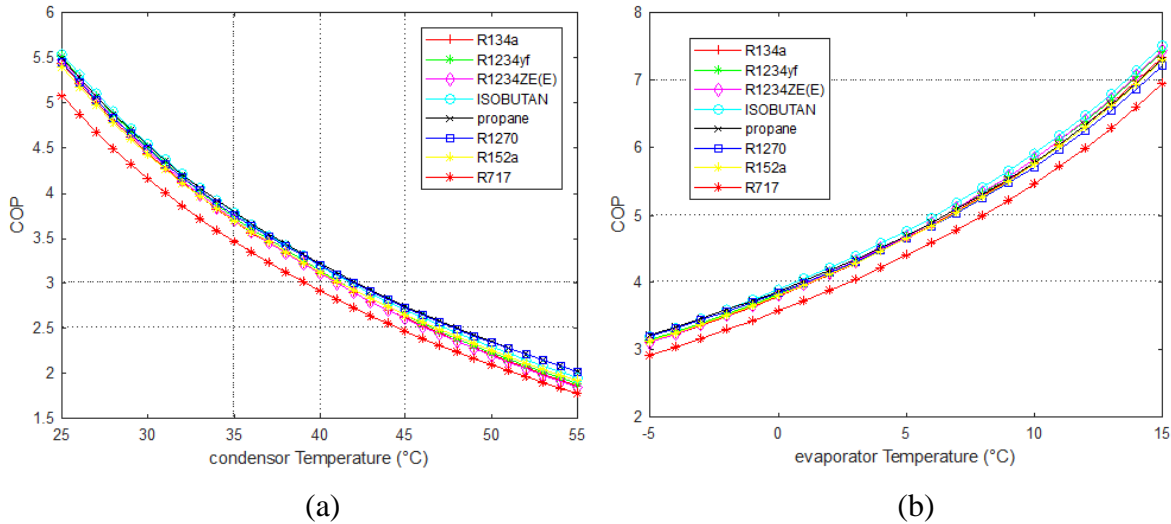 6
5.5
5
4.5
4
3.5
3
2.5
2
1.5
COP
R134a
R1234yf
R1234ZE(E)
ISOBUTAN
propane
R1270
R152a
R717
25 30 35 40 45 50 55
condensor Temperature (°C)
(a)
8
7
6
5
4
3
2
COP
R134a
R1234yf
R1234ZE(E)
ISOBUTAN
propane
R1270
R152a
R717
-5 0 5 10 15
evaporator Temperature (°C)
(b)